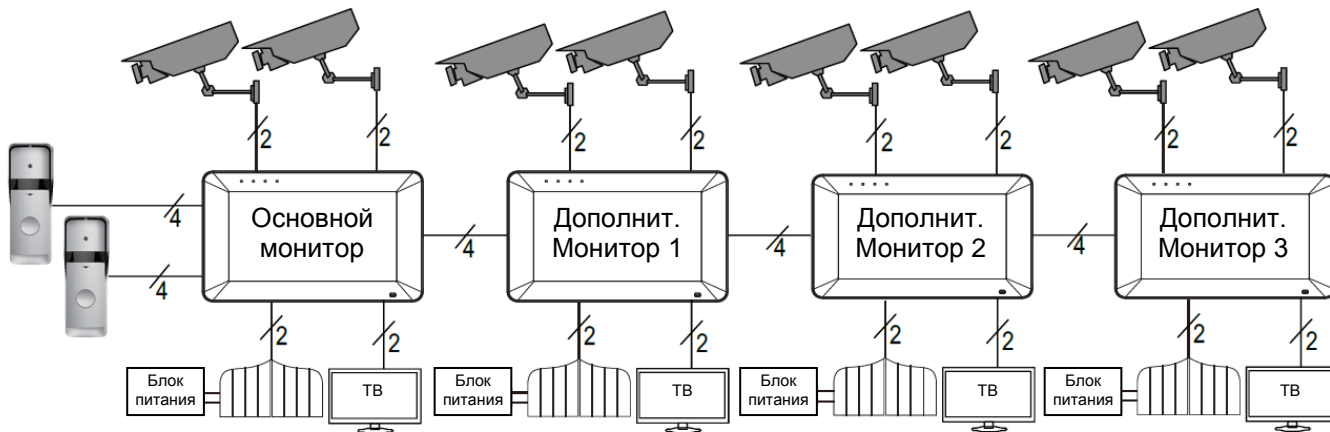 2 2 2 2 2 2 2 2
4
Основной
монитор
4
Дополнит.
Монитор 1
4
Дополнит.
Монитор 2
4
Дополнит.
Монитор 3
4
2 2 2 2 2 2 2 2
Блок
питания
ТВ
Блок
питания
ТВ
Блок
питания
ТВ
Блок
питания
ТВ